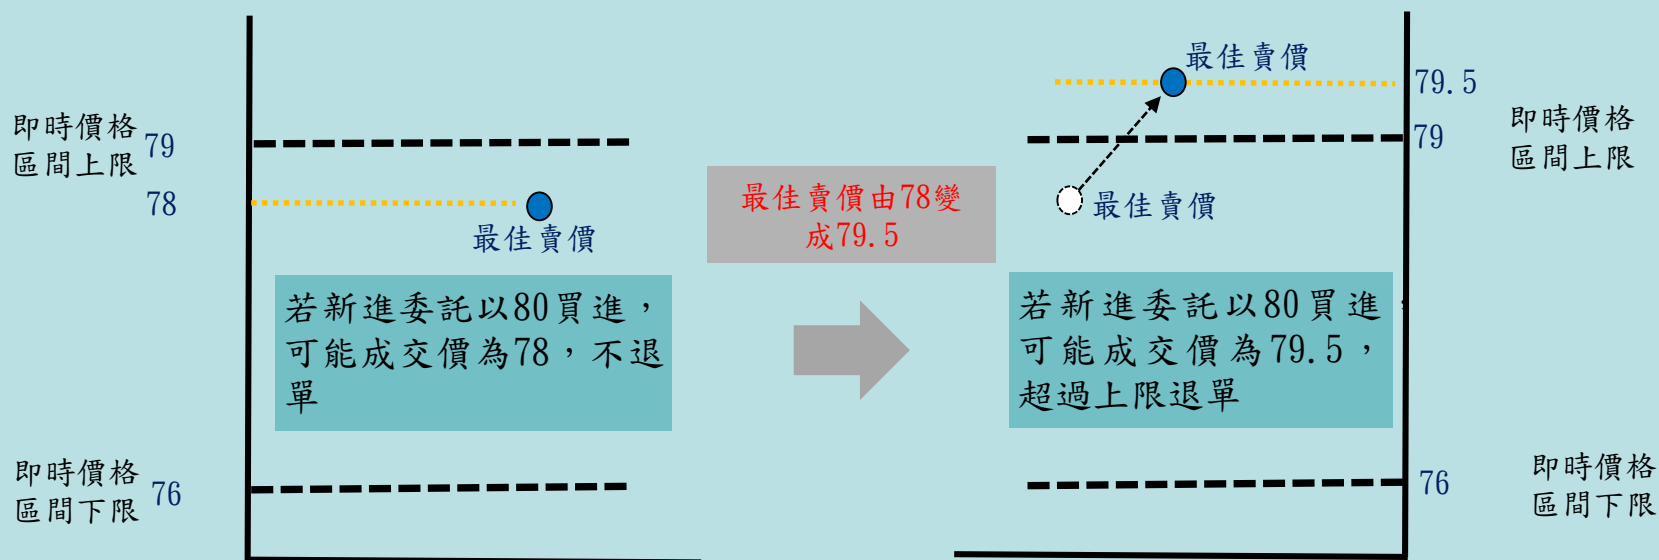 即時價格
區間上限
79
78
最佳賣價
若新進委託以80買進，
可能成交價為78，不退
單
即時價格
區間下限
76
最佳賣價由78變
成79.5
最佳賣價
79.5
79
即時價格
區間上限
最佳賣價
若新進委託以80買進，
可能成交價為79.5，
超過上限退單
76
即時價格
區間下限